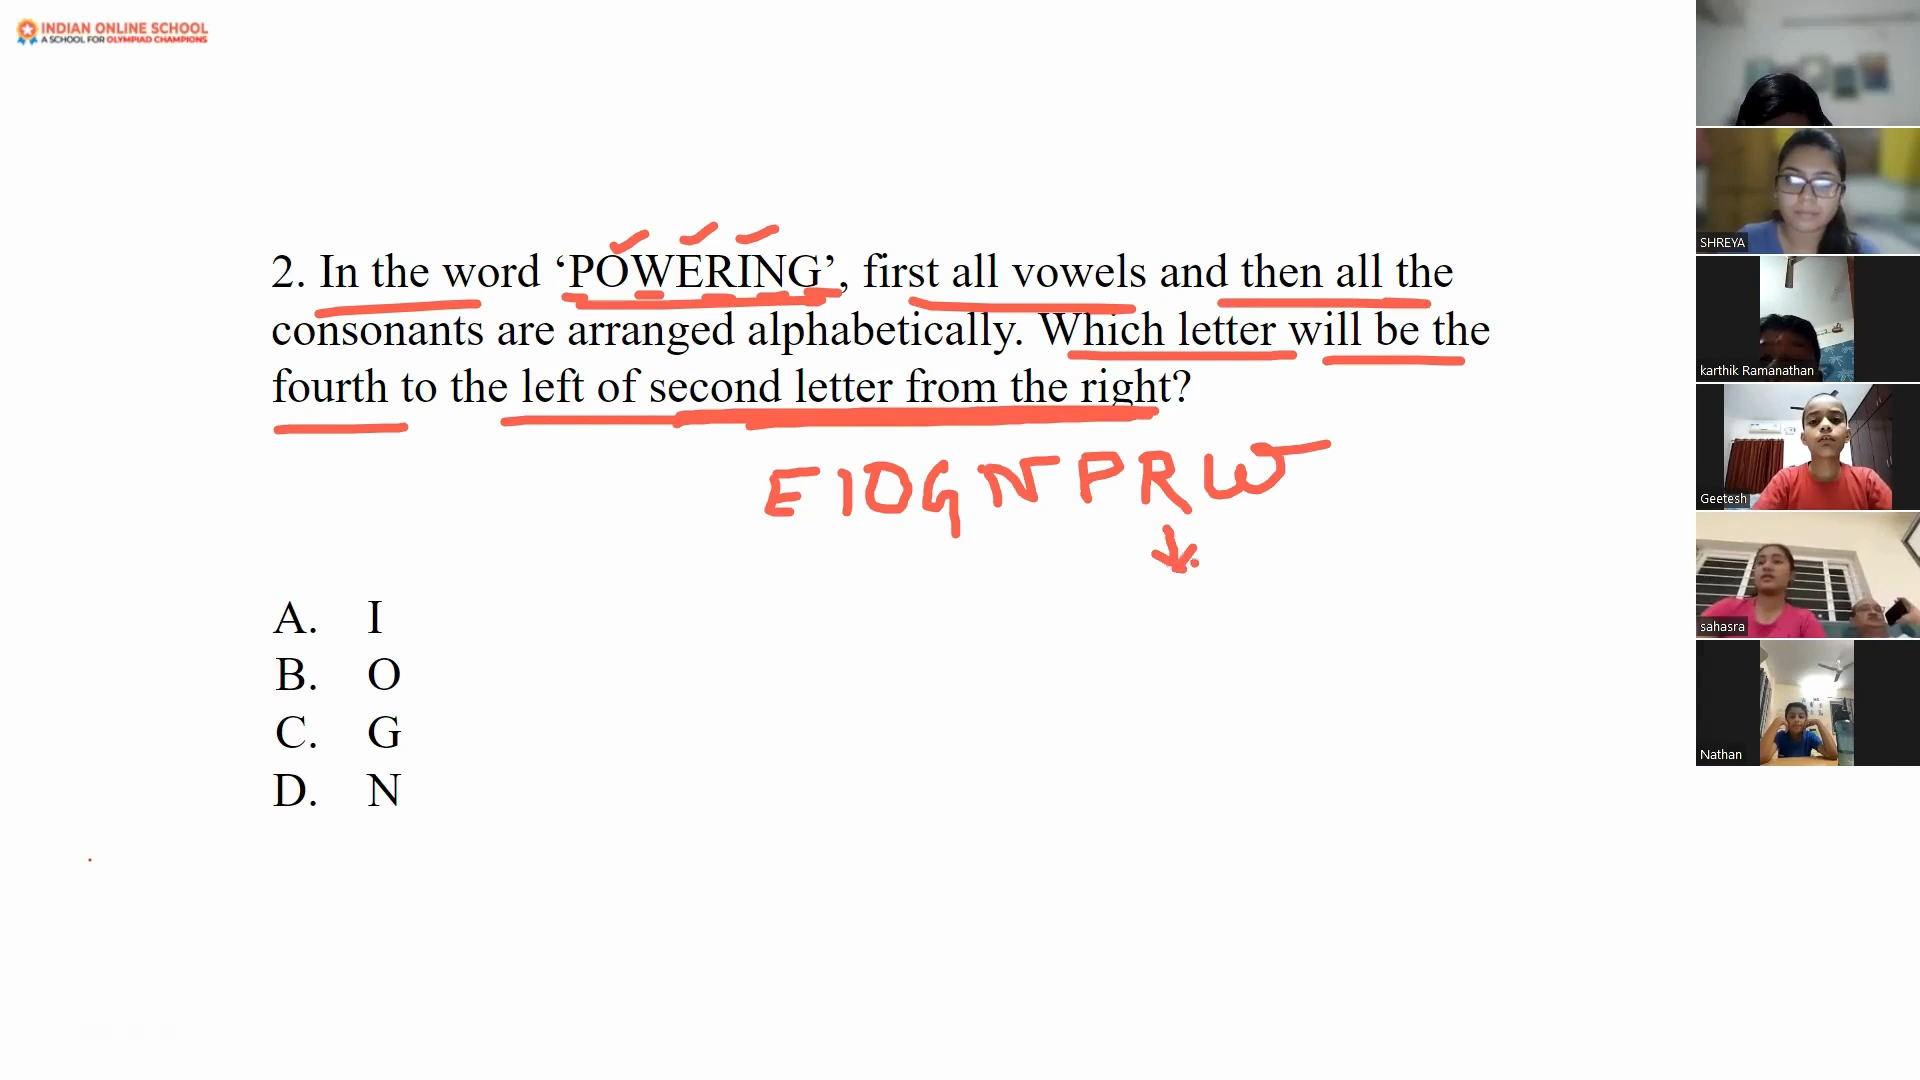 INDIAN ONLINE SCHOOL
A SCHOOL FOR OLYMPIAD CHAMPIONS
2. In the word ‘POWERING’, first all vowels and then all the
consonants are arranged alphabetically. Which letter will be the
fourth to the left of second letter from the right?
E I O G N P R W
A. I
B. O
C. G
D. N
SHREYA
karthik Ramanathan
Geetesh
sahasra
Nathan